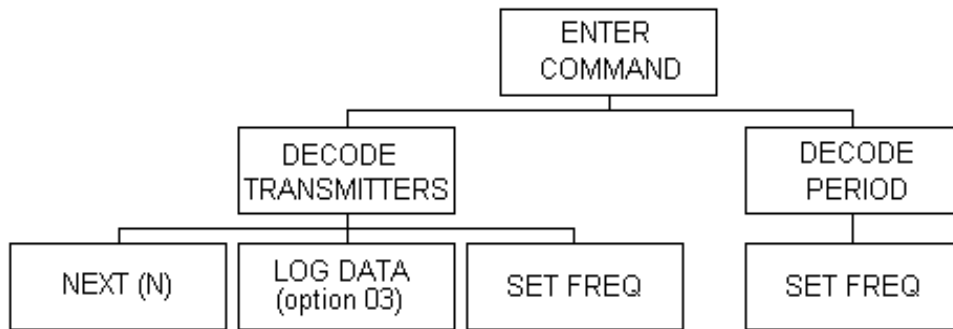 ENTER
COMMAND
DECODE
TRANSMITTERS
DECODE
PERIOD
NEXT (N)
LOG DATA
(option 03)
SET FREQ
SET FREQ